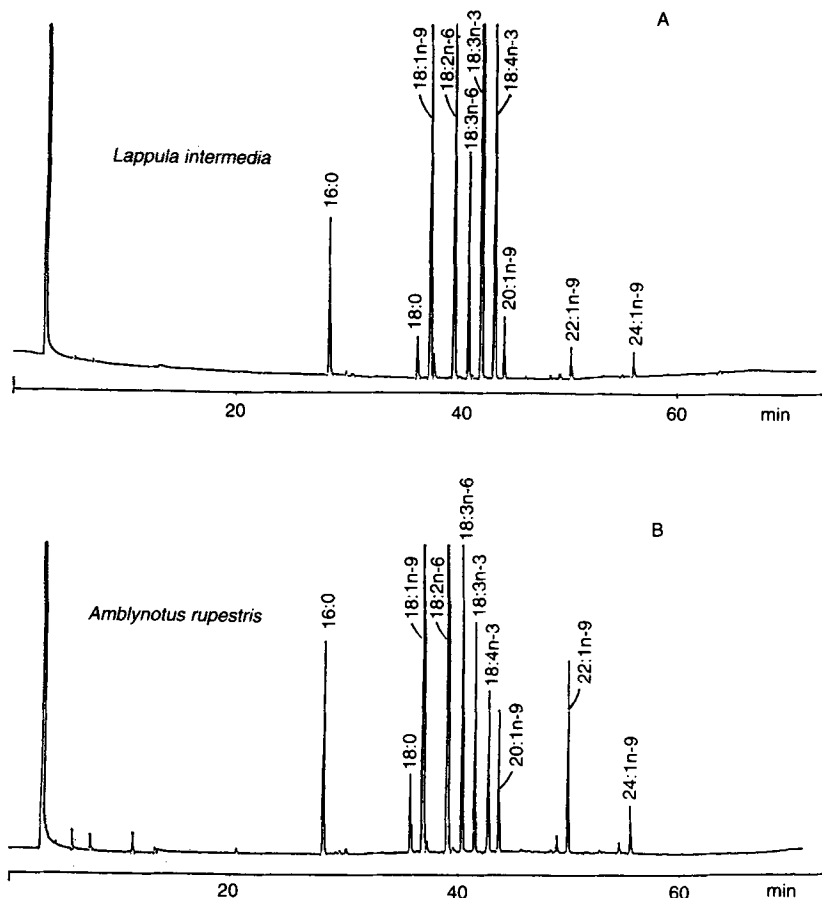 A
Lappula intermedia
16:0
18:0
18:1n-9
18:2n-6
18:3n-6
18:3n-3
18:4n-3
20:1n-9
22:1n-9
24:1n-9
20
40
60
min
B
Amblynotus rupestris
16:0
18:0
18:1n-9
18:2n-6
18:3n-6
18:3n-3
18:4n-3
20:1n-9
22:1n-9
24:1n-9
20
40
60
min